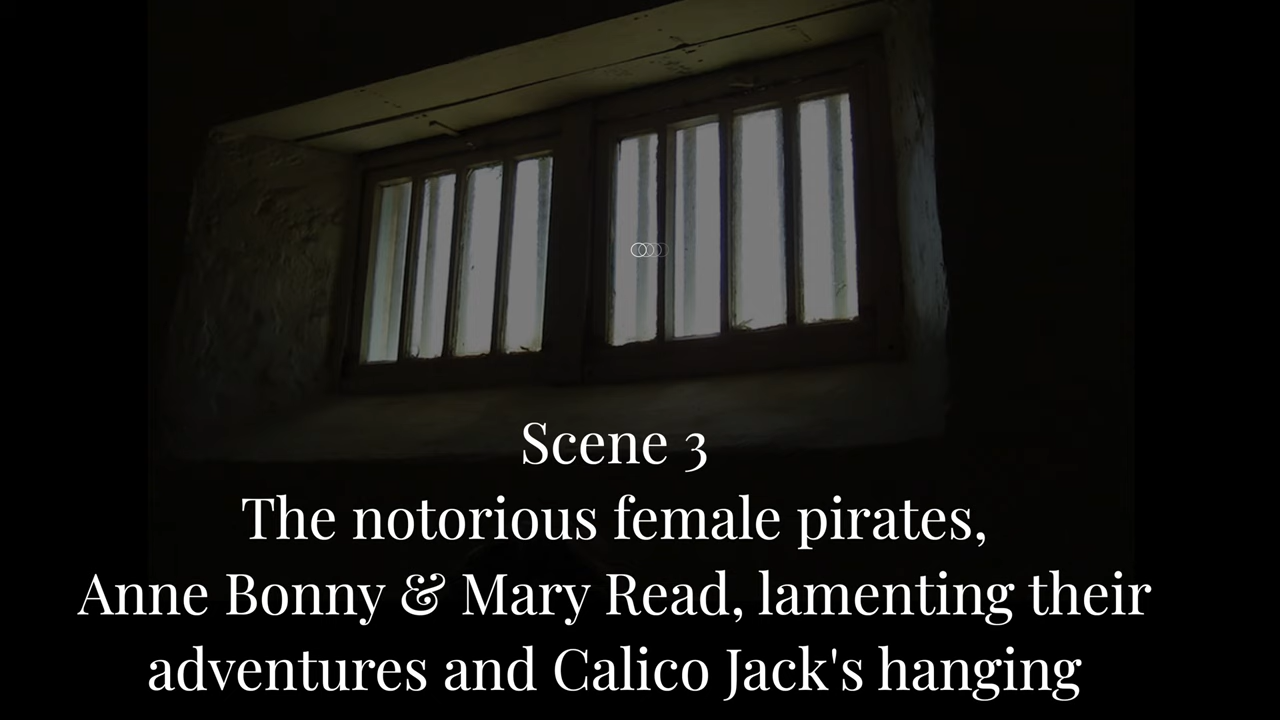 Scene 3
The notorious female pirates,
Anne Bonny & Mary Read, lamenting their
adventures and Calico Jack's hanging